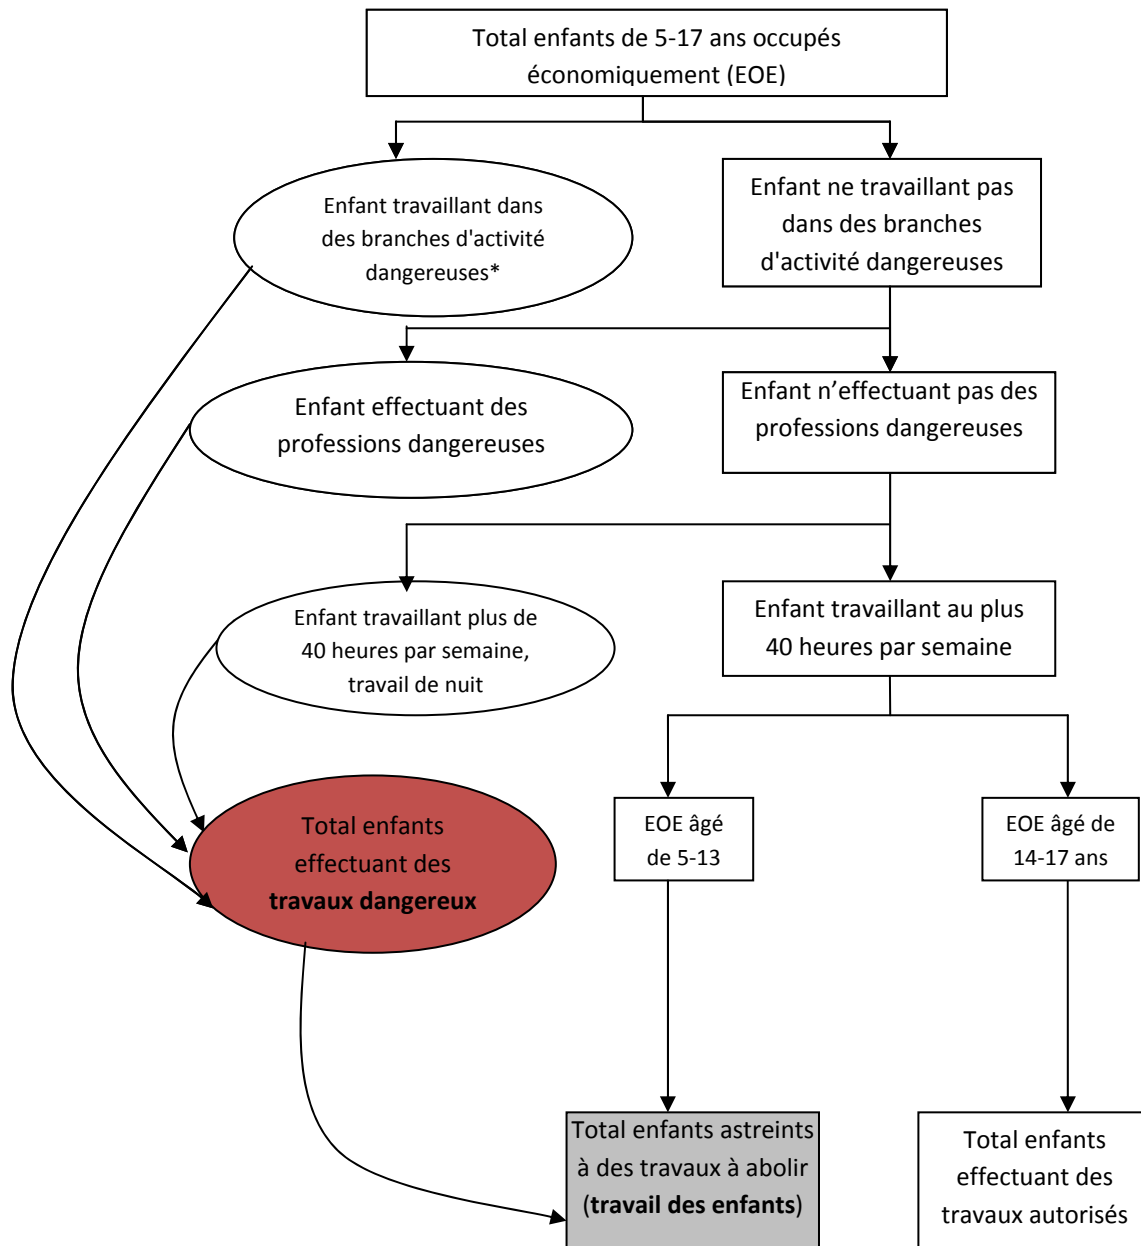 Total enfants de 5-17 ans occupés
économiquement (EOE)
Enfant travaillant dans
des branches d'activité
dangereuses*
Enfant ne travaillant pas
dans des branches
d'activité dangereuses
Enfant effectuant des
professions dangereuses
Enfant n’effectuant pas des
professions dangereuses
Enfant travaillant plus de
40 heures par semaine,
travail de nuit
Enfant travaillant au plus
40 heures par semaine
Total enfants
effectuant des
travaux dangereux
EOE âgé
de 5-13
EOE âgé de
14-17 ans
Total enfants astreints
à des travaux à abolir
(travail des enfants)
Total enfants
effectuant des
travaux autorisés